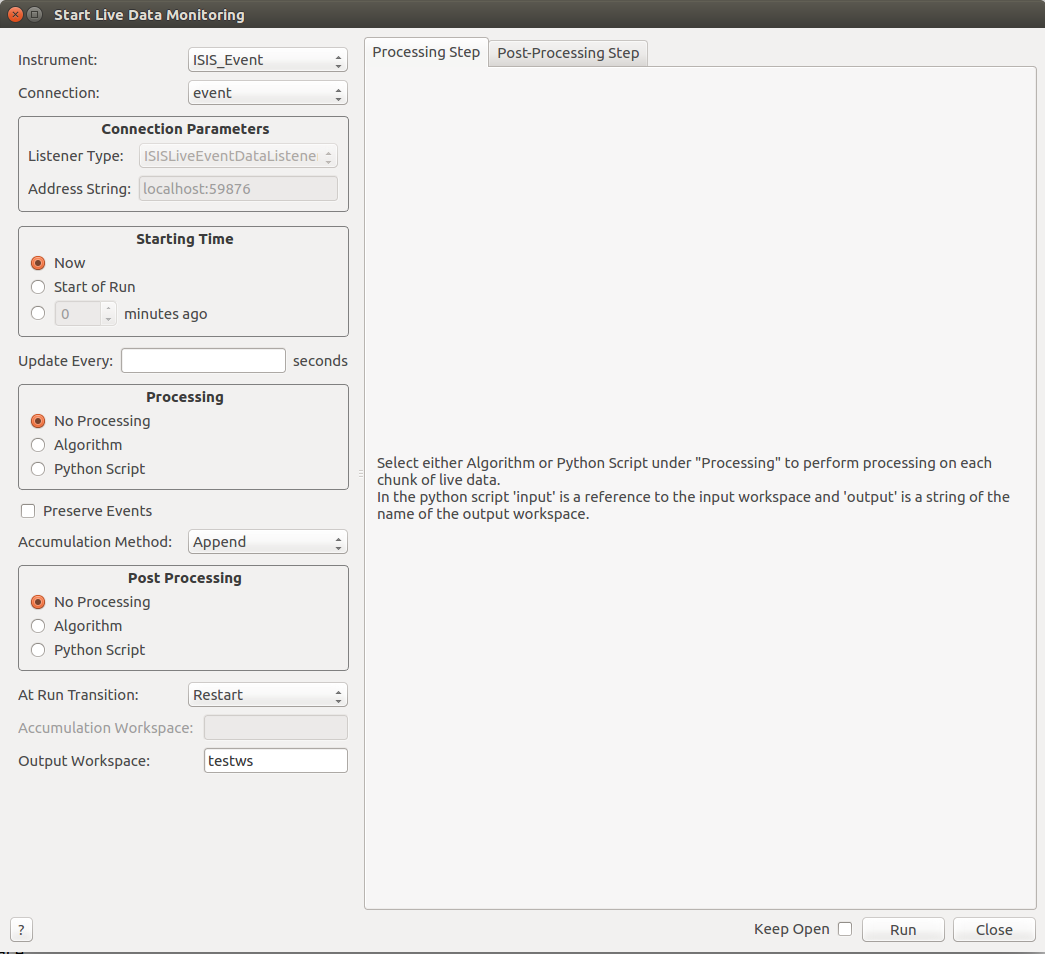 Start Live Data Monitoring
Instrument: ISIS_Event
Connection: event
Connection Parameters
Listener Type: ISISLiveEventDataListene
Address String: localhost:59876
Starting Time
Now
Start of Run
0 minutes ago
Update Every: seconds
Processing
No Processing
Algorithm
Python Script
Preserve Events
Accumulation Method: Append
Post Processing
No Processing
Algorithm
Python Script
At Run Transition: Restart
Accumulation Workspace:
Output Workspace: testws
Processing Step Post-Processing Step
Select either Algorithm or Python Script under "Processing" to perform processing on each
chunk of live data.
In the python script 'input' is a reference to the input workspace and 'output' is a string of the
name of the output workspace.
? Keep Open Run Close